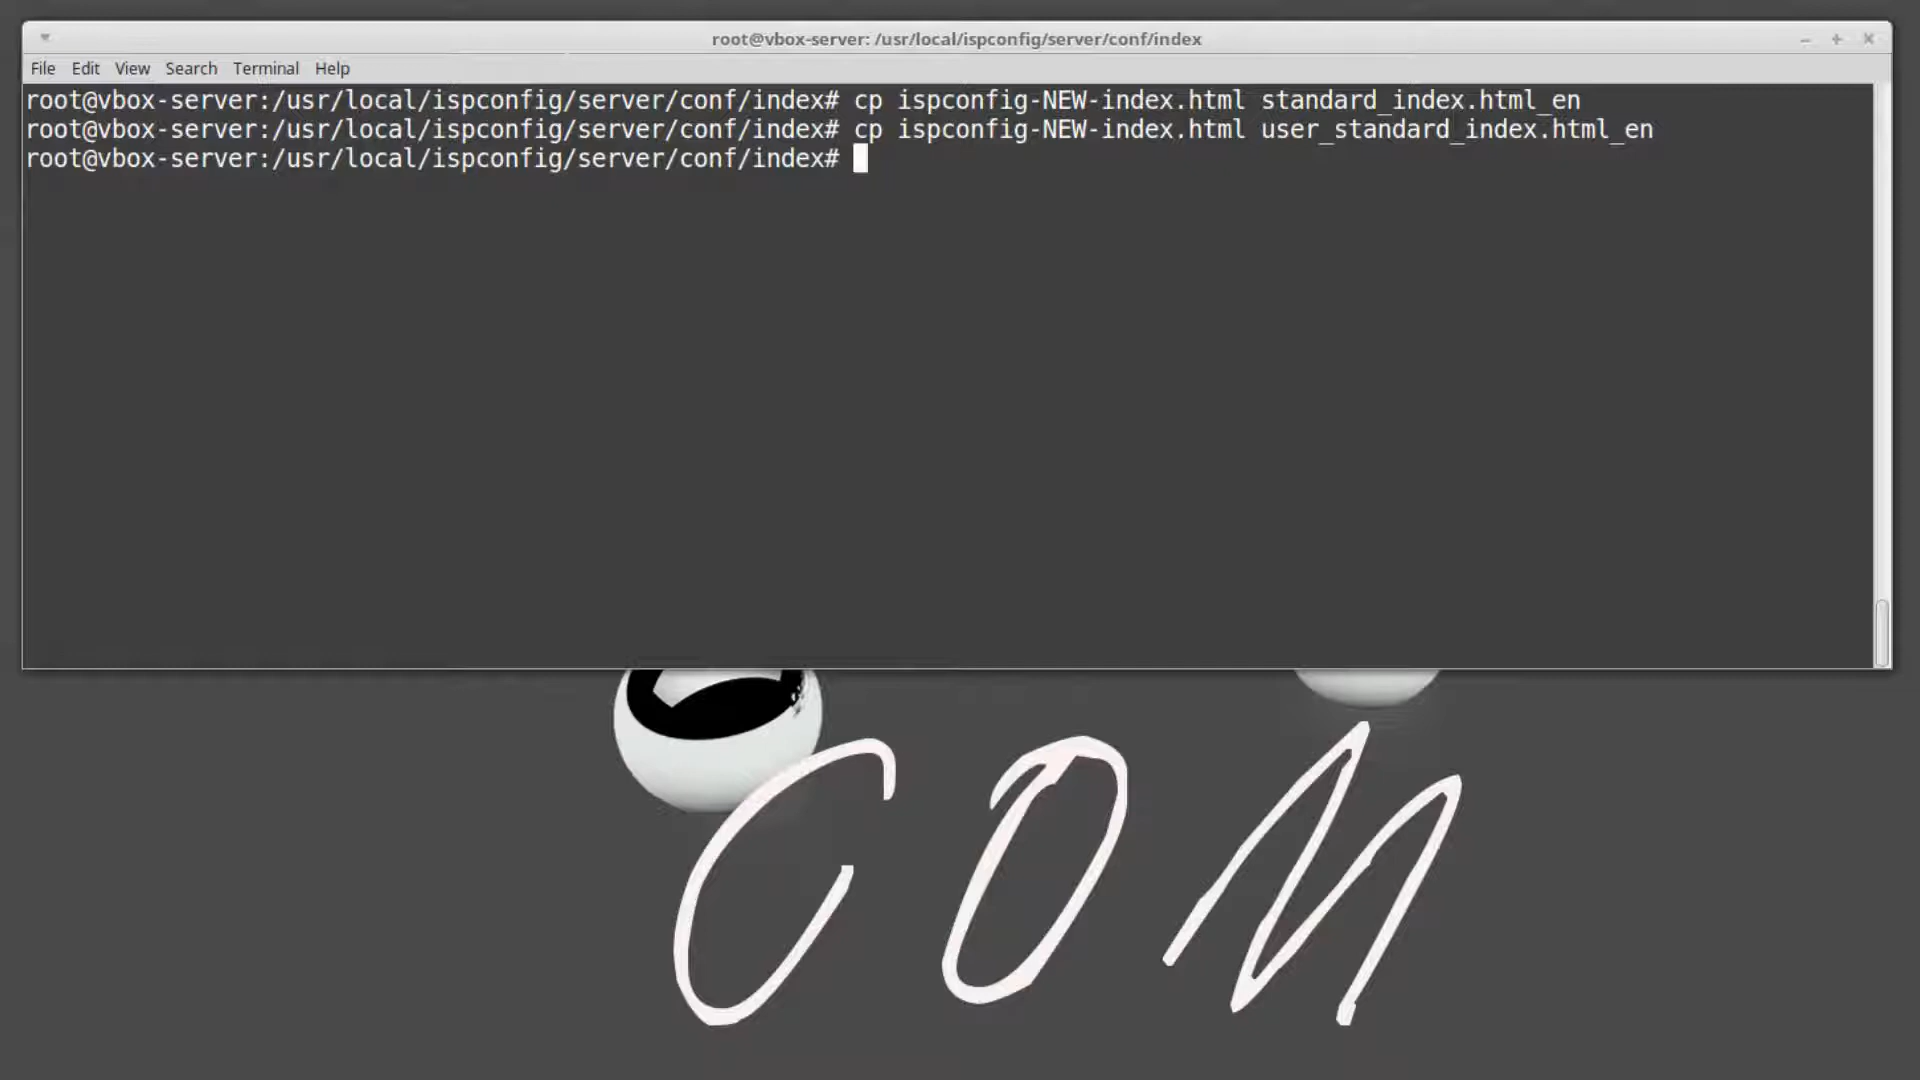 root@vbox-server: /usr/local/ispconfig/server/conf/index
File Edit View Search Terminal Help
root@vbox-server:/usr/local/ispconfig/server/conf/index# cp ispconfig-NEW-index.html standard_index.html_en
root@vbox-server:/usr/local/ispconfig/server/conf/index# cp ispconfig-NEW-index.html user_standard_index.html_en
root@vbox-server:/usr/local/ispconfig/server/conf/index#
COM